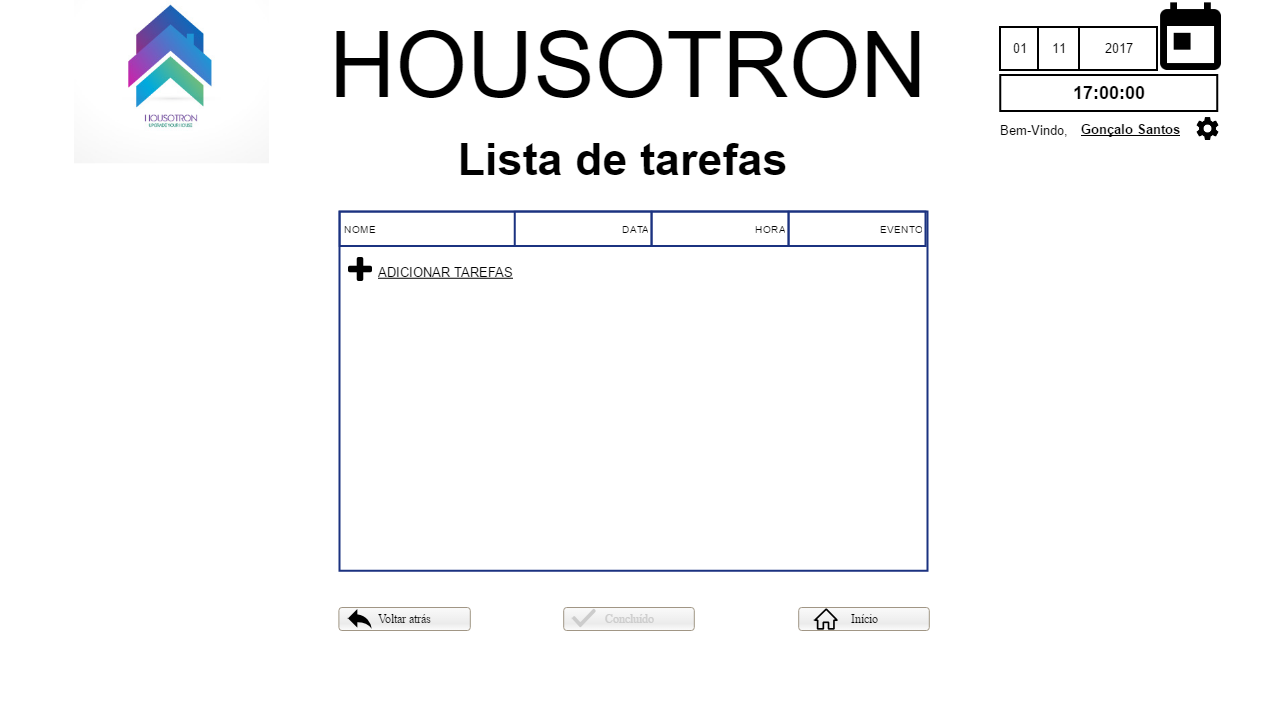 HOUSOTRON
UPGRADE YOUR HOUSE
HOUSOTRON
01 11 2017
17:00:00
Bem-Vindo, Gonçalo Santos
Lista de tarefas
NOME DATA HORA EVENTO
ADICIONAR TAREFAS
Voltar atrás Concluído Início